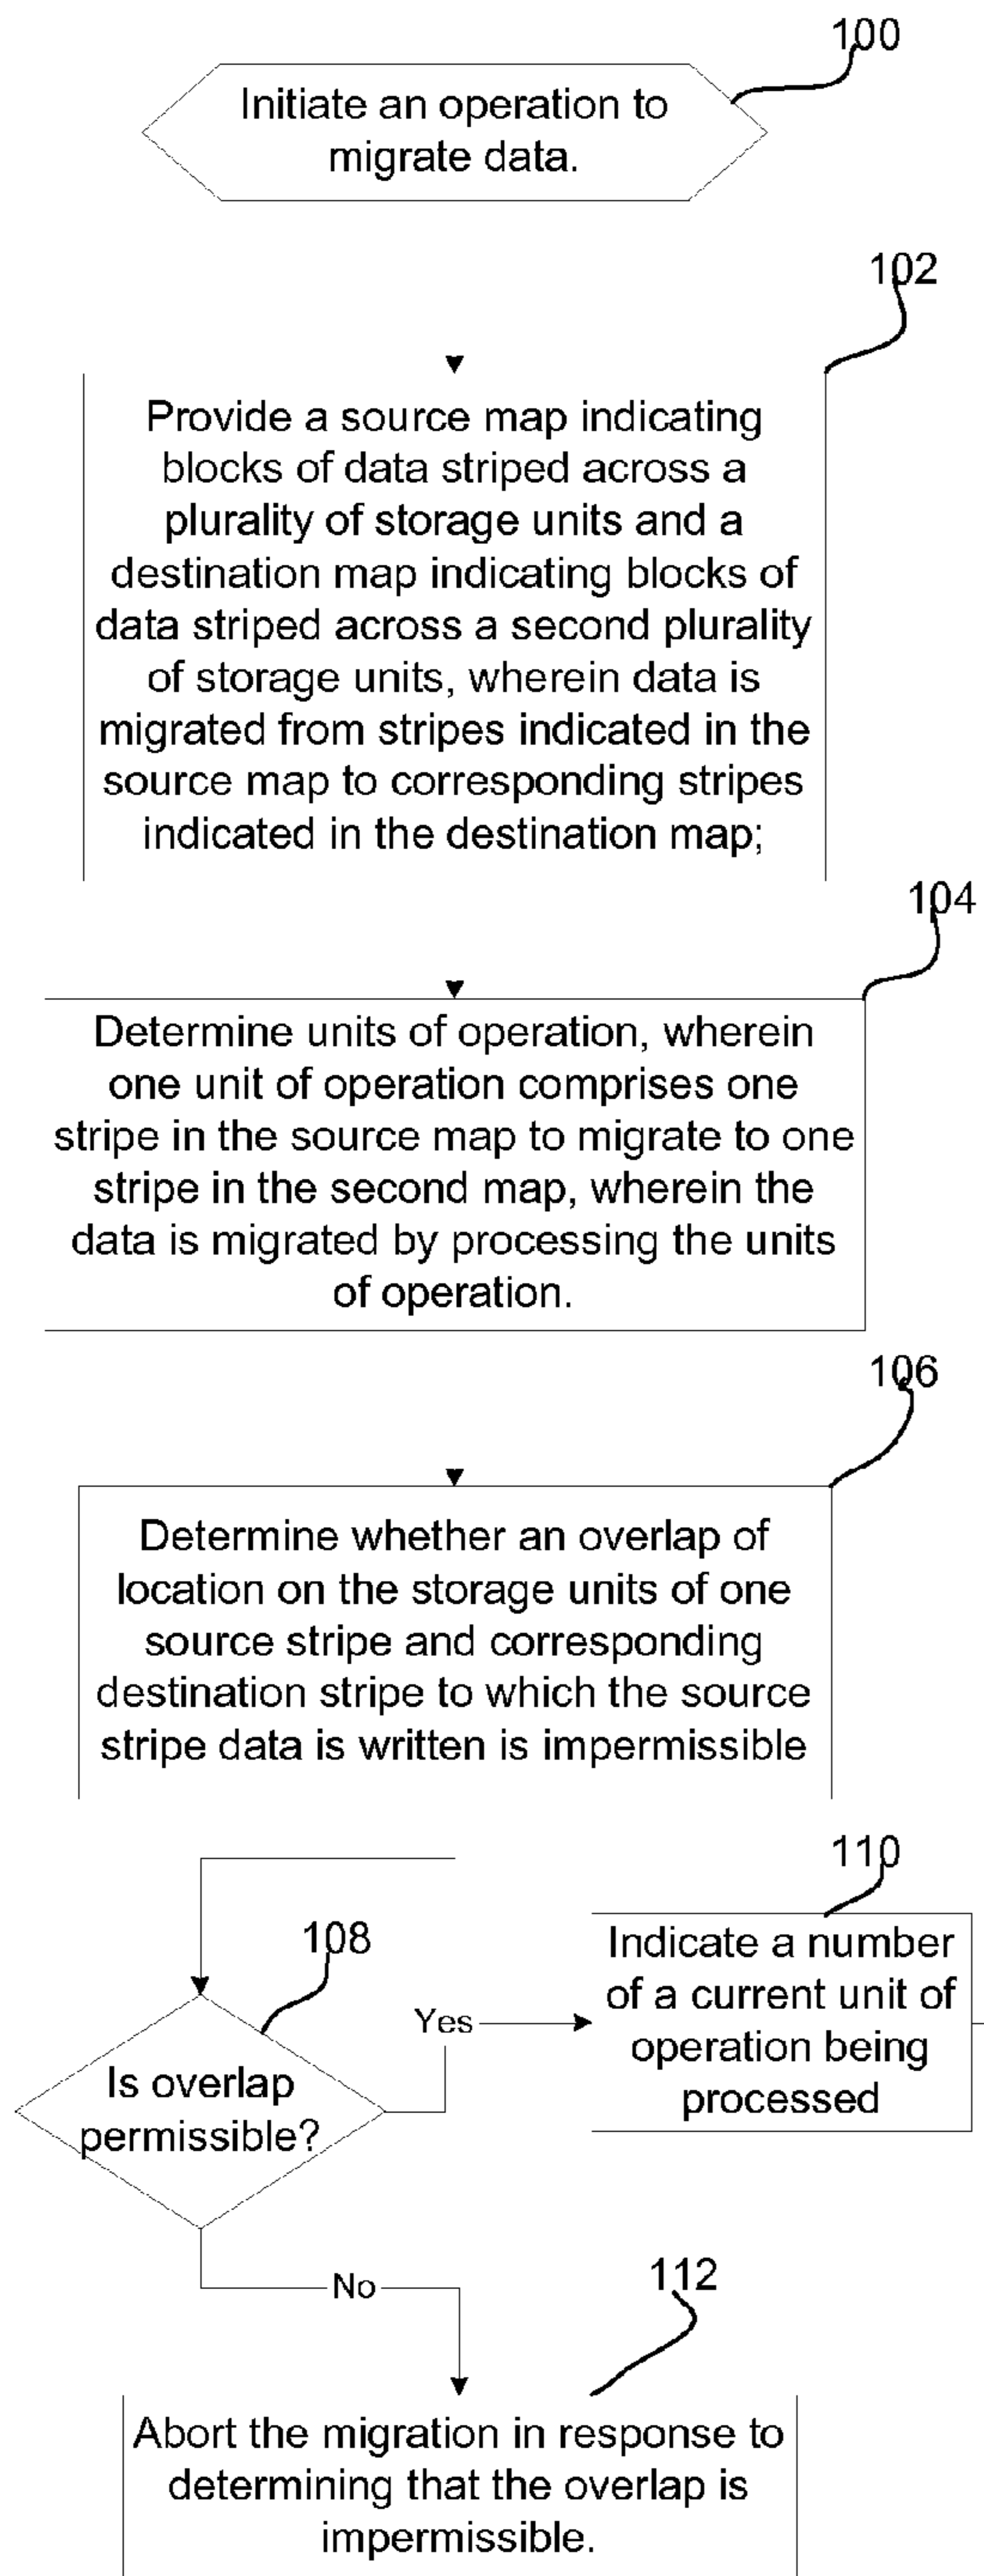 100
Initiate an operation to
migrate data.
102
Provide a source map indicating
blocks of data striped across a
plurality of storage units and a
destination map indicating blocks of
data striped across a second plurality
of storage units, wherein data is
migrated from stripes indicated in the
source map to corresponding stripes
indicated in the destination map;
104
Determine units of operation, wherein
one unit of operation comprises one
stripe in the source map to migrate to one
stripe in the second map, wherein the
data is migrated by processing the units
of operation.
106
Determine whether an overlap of
location on the storage units of one
source stripe and corresponding
destination stripe to which the source
stripe data is written is impermissible
110
Indicate a number
of a current unit of
operation being
processed
108
Yes
Is overlap
permissible?
No
112
Abort the migration in response to
determining that the overlap is
impermissible.